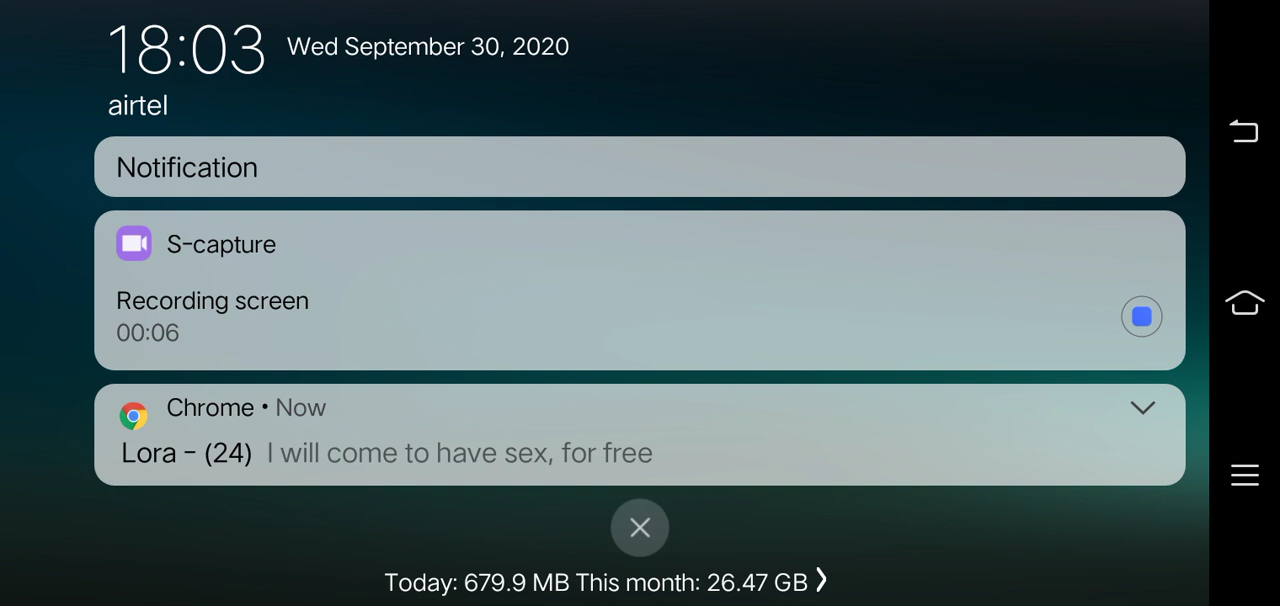 18:03 Wed September 30, 2020
airtel
Notification
S-capture
Recording screen
00:06
Chrome • Now
Lora - (24) I will come to have sex, for free
Today: 679.9 MB This month: 26.47 GB